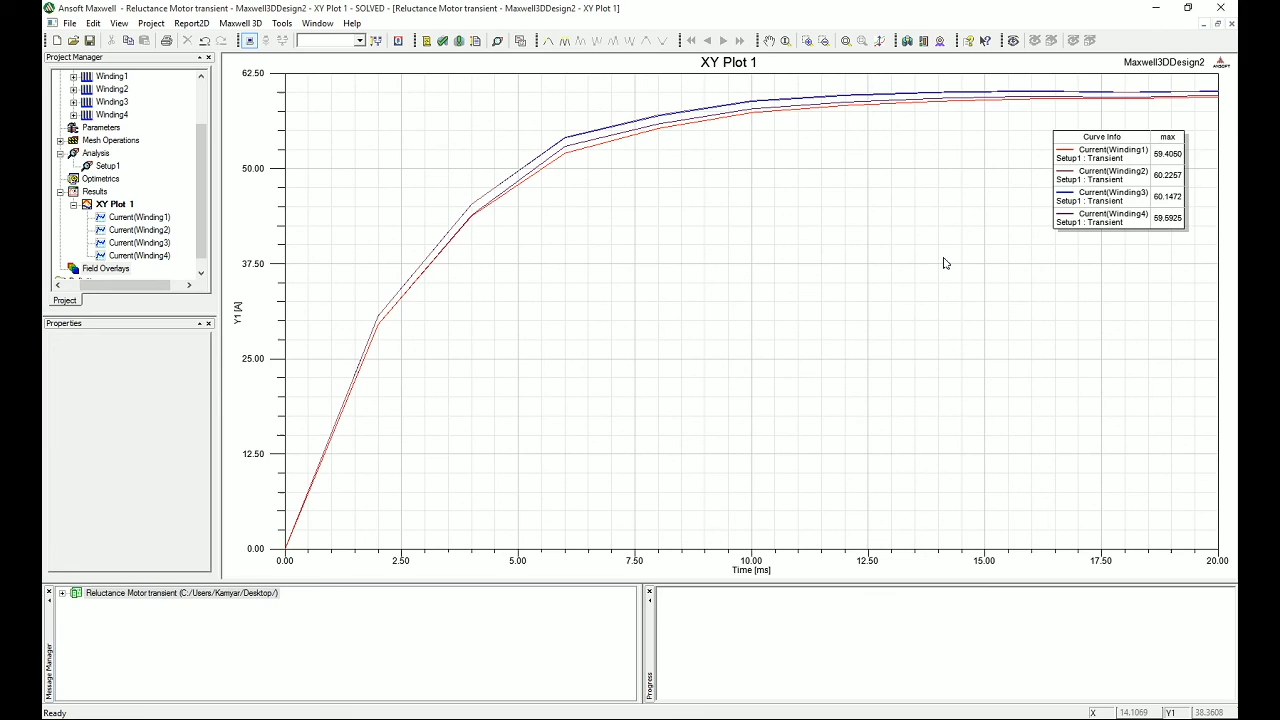 Ansoft Maxwell - Reluctance Motor transient - Maxwell3DDesign2 - XY Plot 1 - SOLVED - [Reluctance Motor transient - Maxwell3DDesign2 - XY Plot 1]
File Edit View Project Report2D Maxwell 3D Tools Window Help
Project Manager
Winding1
Winding2
Winding3
Winding4
Parameters
Mesh Operations
Analysis
Setup1
Optimetrics
Results
XY Plot 1
Current(Winding1)
Current(Winding2)
Current(Winding3)
Current(Winding4)
Field Overlays
Project
Properties
XY Plot 1
Maxwell3DDesign2
ANSOFT
62.50
50.00
37.50
25.00
12.50
0.00
Y1 [A]
0.00 2.50 5.00 7.50 10.00 12.50 15.00 17.50 20.00
Time [ms]
Curve Info max
Current(Winding1)
Setup1 : Transient 59.4050
Current(Winding2)
Setup1 : Transient 60.2257
Current(Winding3)
Setup1 : Transient 60.1472
Current(Winding4)
Setup1 : Transient 59.5925
Message Manager
Reluctance Motor transient (C:/Users/Kamyar/Desktop/)
Progress
Ready
X 14.1069 Y1 38.3608